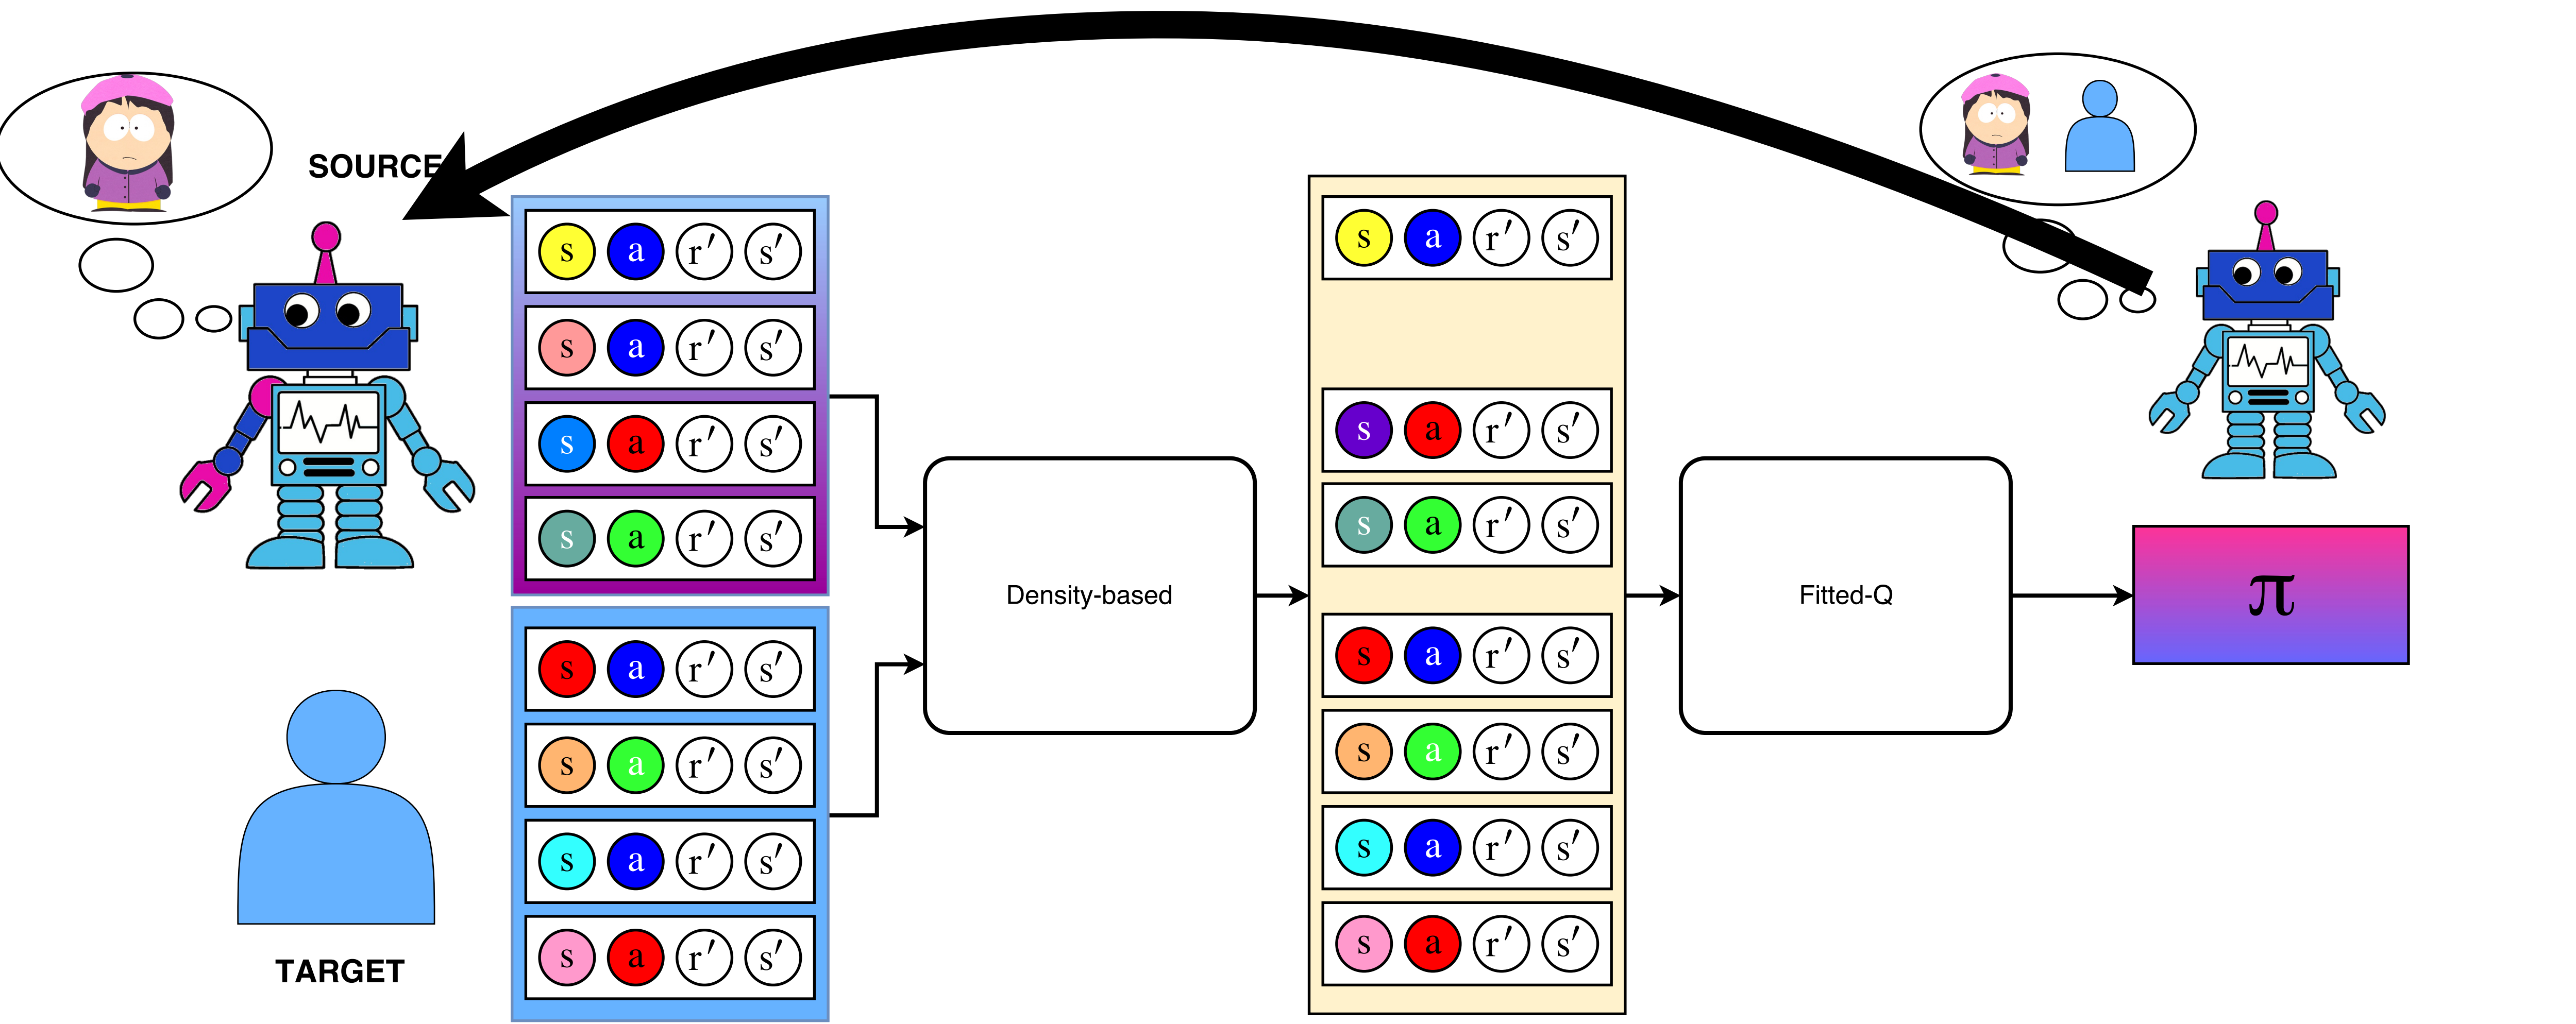 SOURCE
s a r′ s′
s a r′ s′
s a r′ s′
s a r′ s′
TARGET
s a r′ s′
s a r′ s′
s a r′ s′
s a r′ s′
Density-based
s a r′ s′
s a r′ s′
s a r′ s′
s a r′ s′
s a r′ s′
s a r′ s′
s a r′ s′
Fitted-Q
π